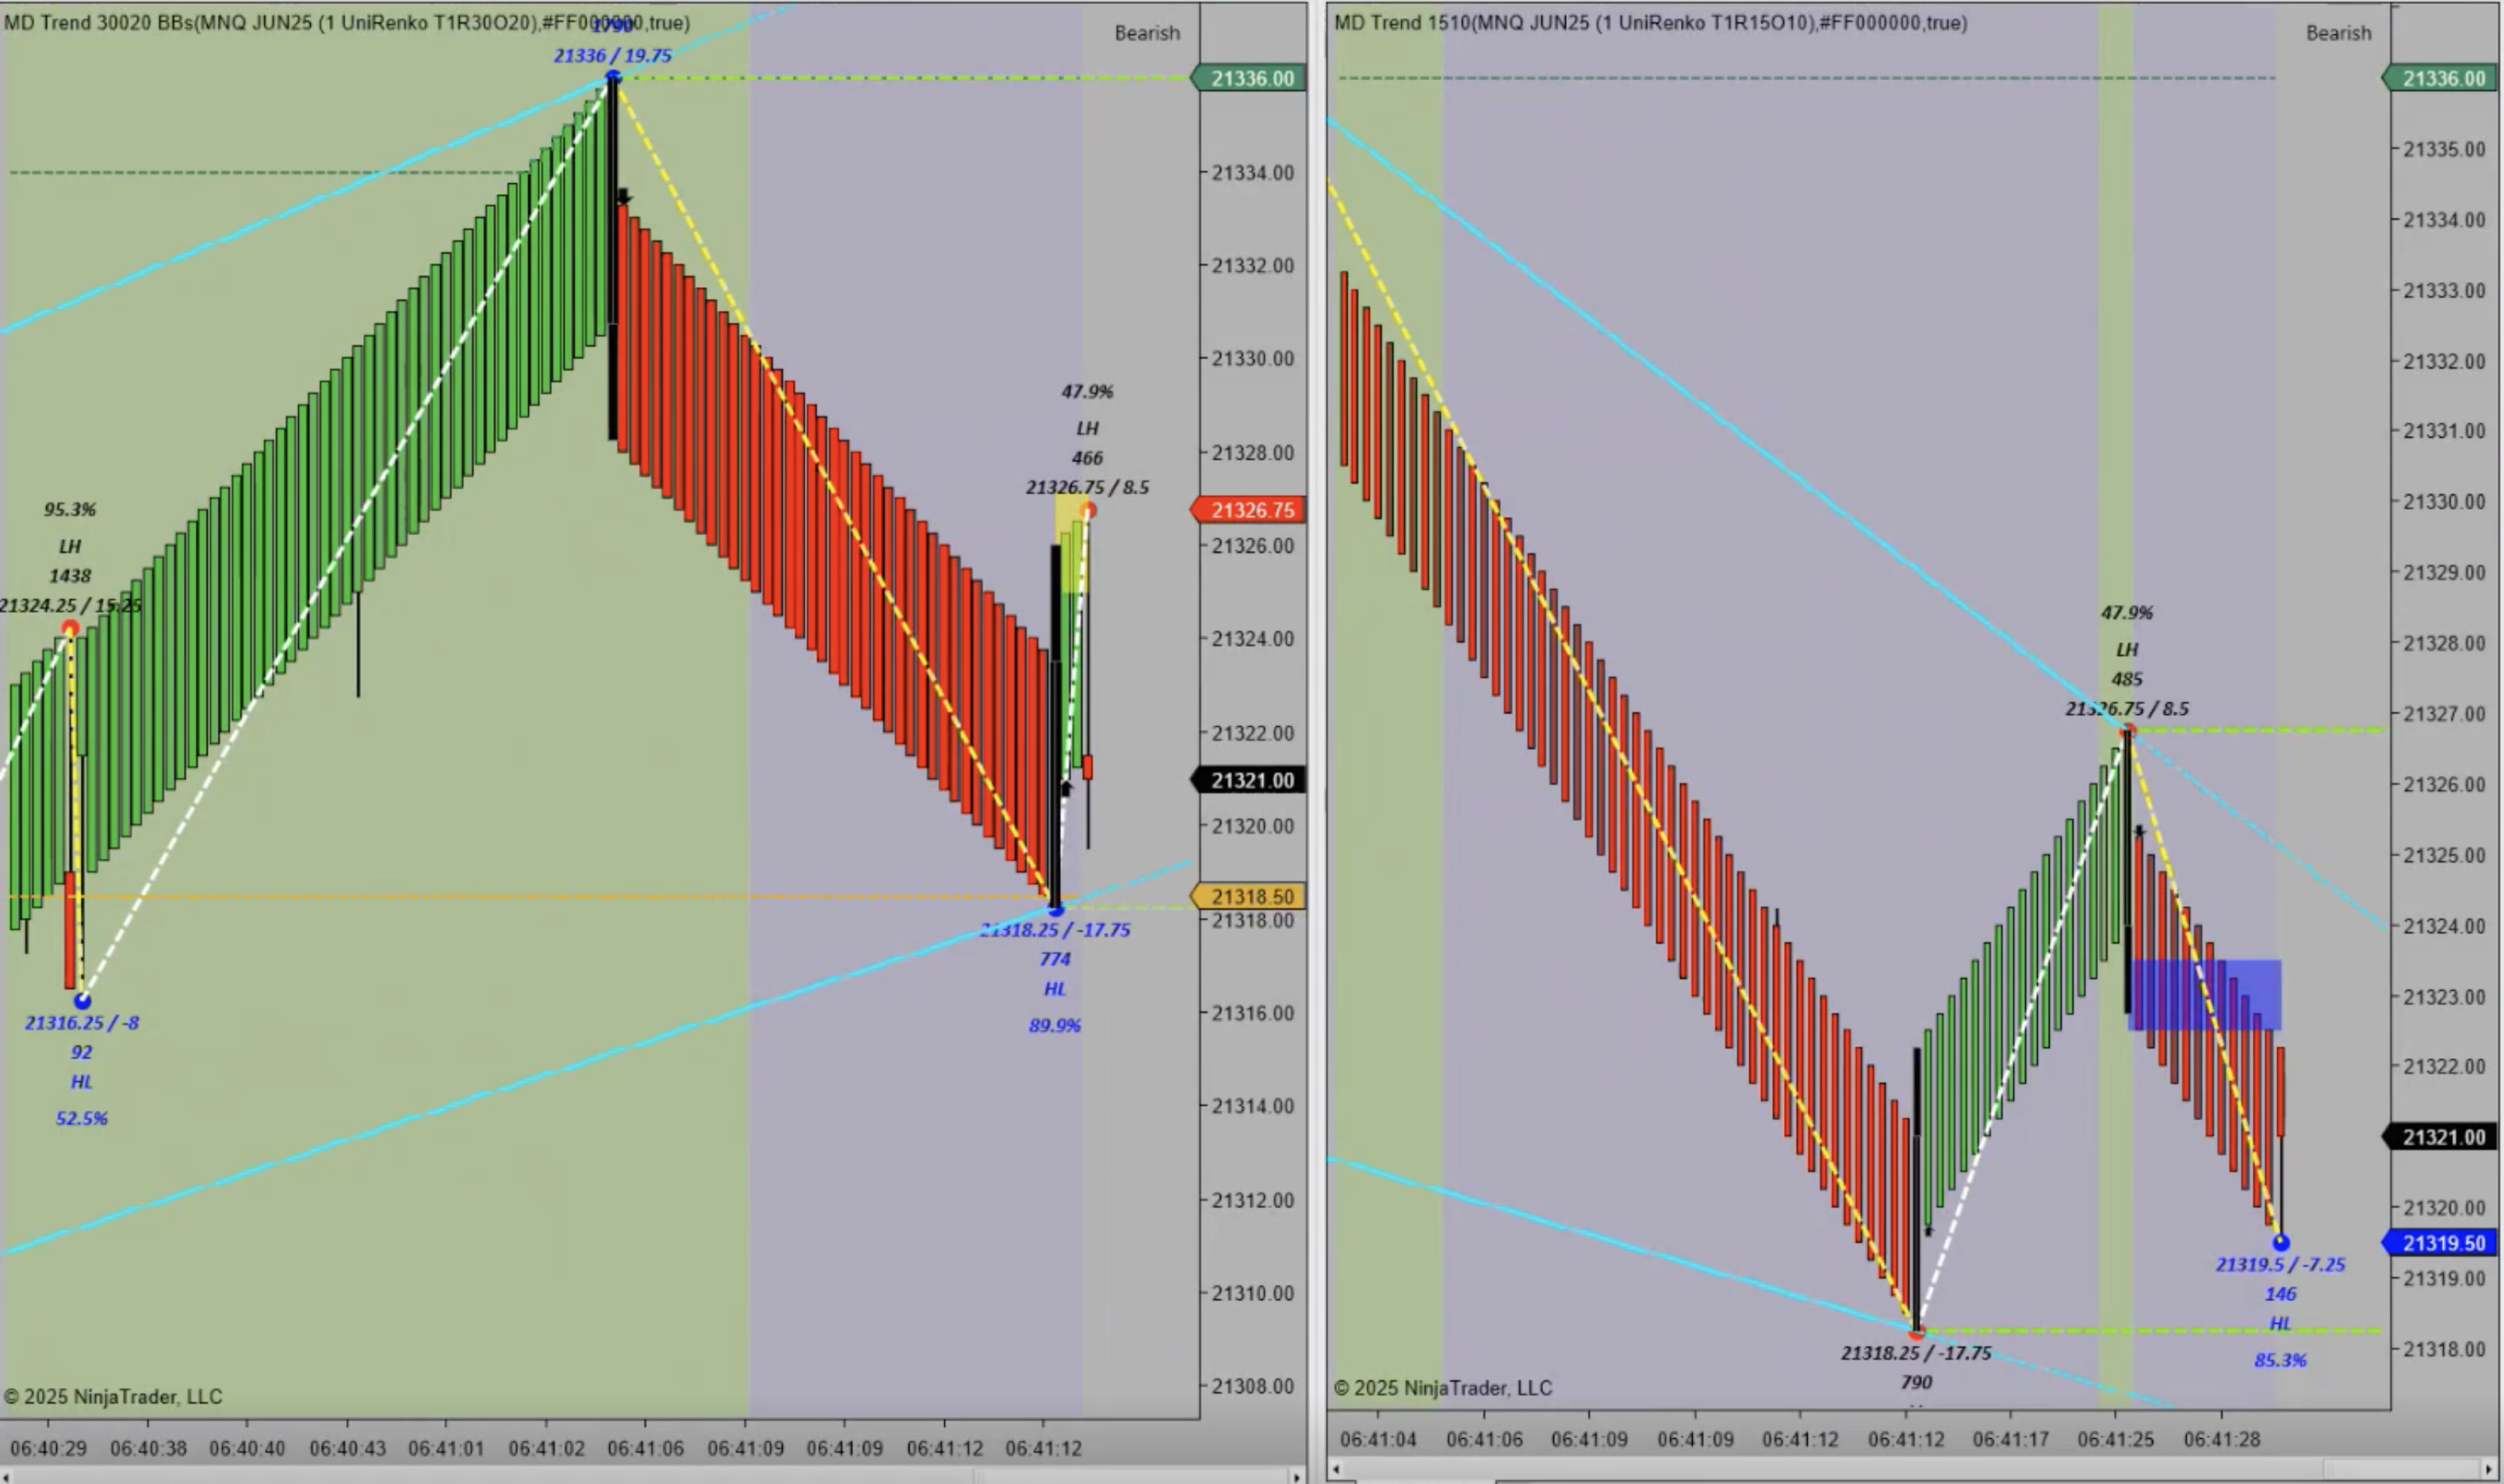 MD Trend 30020 BBs(MNQ JUN25 (1 UniRenko T1R30O20),#FF000000,true)
Bearish
1790
21336 / 19.75
95.3%
LH
1438
21324.25 / 15.25
21316.25 / -8
92
HL
52.5%
47.9%
LH
466
21326.75 / 8.5
21318.25 / -17.75
774
HL
89.9%
21336.00
21334.00
21332.00
21330.00
21328.00
21326.75
21326.00
21324.00
21322.00
21321.00
21320.00
21318.50
21318.00
21316.00
21314.00
21312.00
21310.00
21308.00
© 2025 NinjaTrader, LLC
06:40:29 06:40:38 06:40:40 06:40:43 06:41:01 06:41:02 06:41:06 06:41:09 06:41:09 06:41:12 06:41:12
MD Trend 1510(MNQ JUN25 (1 UniRenko T1R15O10),#FF000000,true)
Bearish
47.9%
LH
485
21326.75 / 8.5
21318.25 / -17.75
790
21319.5 / -7.25
146
HL
85.3%
21336.00
21335.00
21334.00
21333.00
21332.00
21331.00
21330.00
21329.00
21328.00
21327.00
21326.00
21325.00
21324.00
21323.00
21322.00
21321.00
21320.00
21319.50
21319.00
21318.00
© 2025 NinjaTrader, LLC
06:41:04 06:41:06 06:41:09 06:41:09 06:41:12 06:41:12 06:41:17 06:41:25 06:41:28